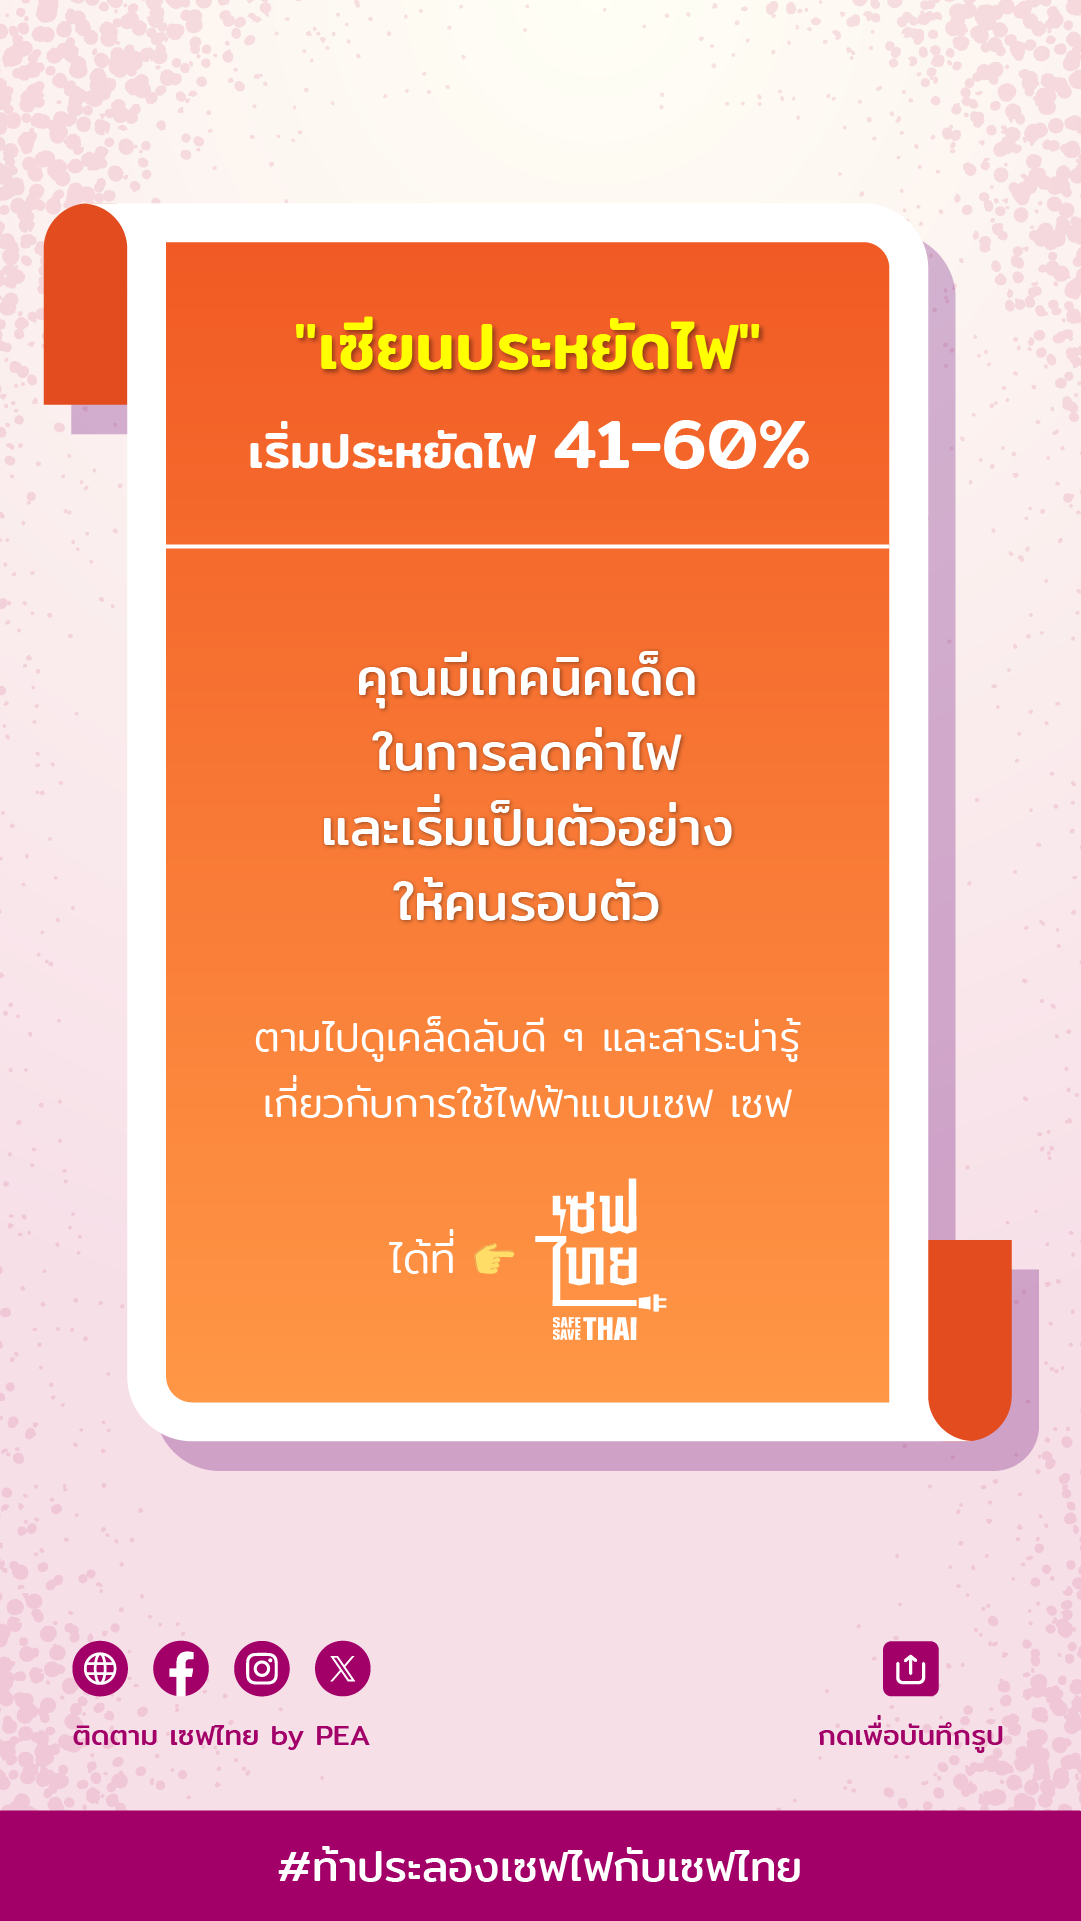 "เซียนประหยัดไฟ"
เริ่มประหยัดไฟ 41-60%
คุณมีเทคนิคเด็ด
ในการลดค่าไฟ
และเริ่มเป็นตัวอย่าง
ให้คนรอบตัว
ตามไปดูเคล็ดลับดี ๆ และสาระน่ารู้
เกี่ยวกับการใช้ไฟฟ้าแบบเซฟ เซฟ
ได้ที่ 👉
เซฟ
ไทย
SAFE
SAVE THAI
ติดตาม เซฟไทย by PEA
กดเพื่อบันทึกรูป
#ท้าประลองเซฟไฟกับเซฟไทย